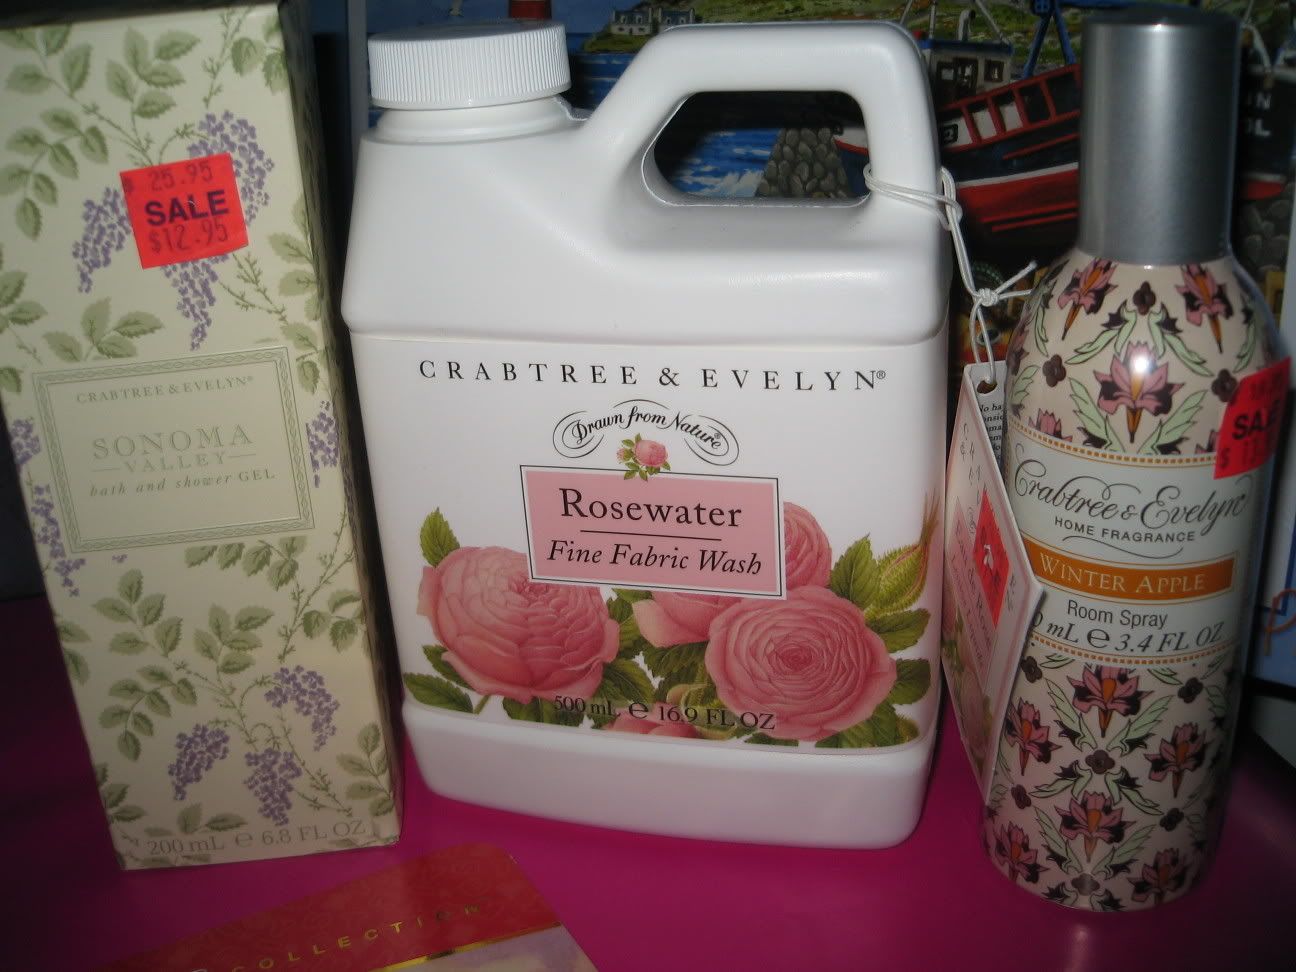 $25.95
SALE
$12.95
CRABTREE & EVELYN®
SONOMA
VALLEY
bath and shower GEL
200 mL e 6.8 FL OZ
CRABTREE & EVELYN®
Drawn from Nature®
Rosewater
Fine Fabric Wash
500 mL e 16.9 FL OZ
SALE
Crabtree & Evelyn
HOME FRAGRANCE
WINTER APPLE
Room Spray
mL e 3.4 FL OZ
COLLECTION